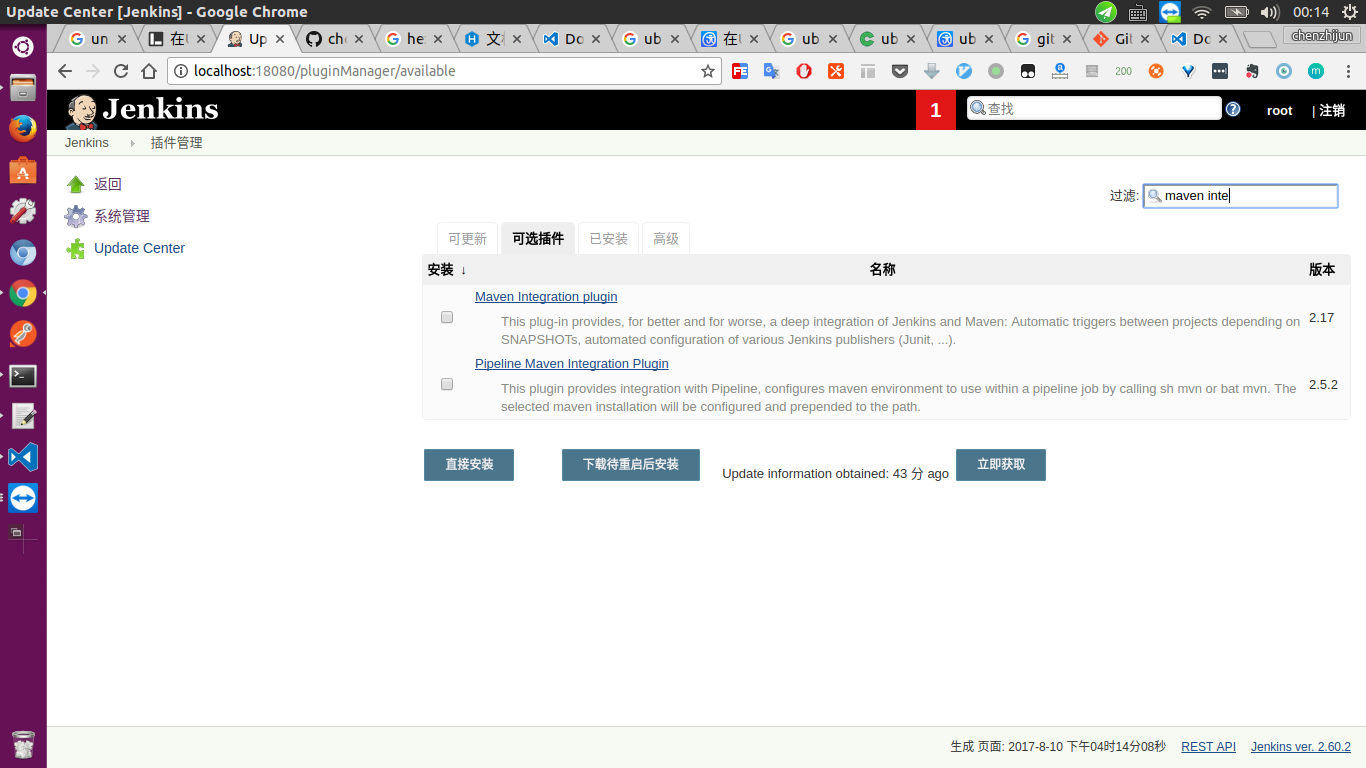 Update Center [Jenkins] - Google Chrome
00:14
un
在U
Up
che
he
文
Do
ub
在
ub
ub
ub
git
Git
Do
chenzhijun
localhost:18080/pluginManager/available
200
Jenkins
1
查找
root
| 注销
Jenkins
插件管理
返回
系统管理
Update Center
过滤:
maven inte
可更新
可选插件
已安装
高级
安装 ↓
名称
版本
Maven Integration plugin
This plug-in provides, for better and for worse, a deep integration of Jenkins and Maven: Automatic triggers between projects depending on
SNAPSHOTs, automated configuration of various Jenkins publishers (Junit, ...).
2.17
Pipeline Maven Integration Plugin
This plugin provides integration with Pipeline, configures maven environment to use within a pipeline job by calling sh mvn or bat mvn. The
selected maven installation will be configured and prepended to the path.
2.5.2
直接安装
下载待重启后安装
Update information obtained: 43 分 ago
立即获取
生成 页面: 2017-8-10 下午04时14分08秒
REST API
Jenkins ver. 2.60.2